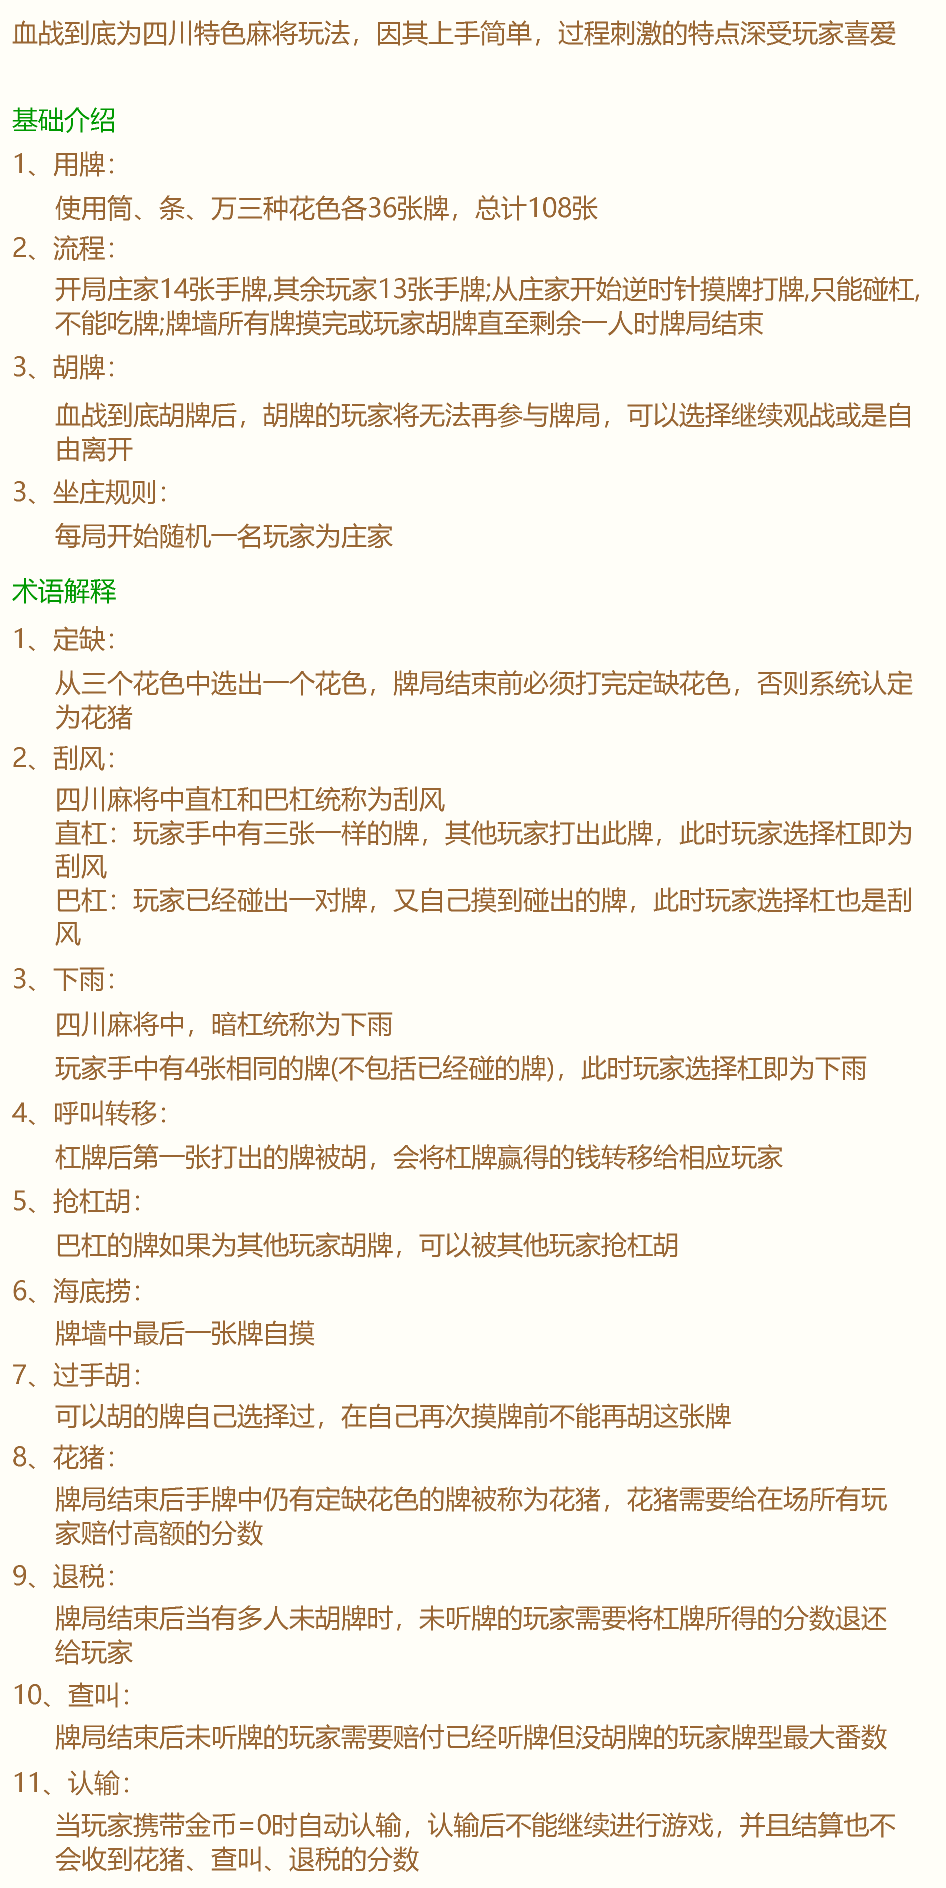 血战到底为四川特色麻将玩法，因其上手简单，过程刺激的特点深受玩家喜爱
基础介绍
1、用牌：
使用筒、条、万三种花色各36张牌，总计108张
2、流程：
开局庄家14张手牌,其余玩家13张手牌;从庄家开始逆时针摸牌打牌,只能碰杠,
不能吃牌;牌墙所有牌摸完或玩家胡牌直至剩余一人时牌局结束
3、胡牌：
血战到底胡牌后，胡牌的玩家将无法再参与牌局，可以选择继续观战或是自
由离开
3、坐庄规则：
每局开始随机一名玩家为庄家
术语解释
1、定缺：
从三个花色中选出一个花色，牌局结束前必须打完定缺花色，否则系统认定
为花猪
2、刮风：
四川麻将中直杠和巴杠统称为刮风
直杠：玩家手中有三张一样的牌，其他玩家打出此牌，此时玩家选择杠即为
刮风
巴杠：玩家已经碰出一对牌，又自己摸到碰出的牌，此时玩家选择杠也是刮
风
3、下雨：
四川麻将中，暗杠统称为下雨
玩家手中有4张相同的牌(不包括已经碰的牌)，此时玩家选择杠即为下雨
4、呼叫转移：
杠牌后第一张打出的牌被胡，会将杠牌赢得的钱转移给相应玩家
5、抢杠胡：
巴杠的牌如果为其他玩家胡牌，可以被其他玩家抢杠胡
6、海底捞：
牌墙中最后一张牌自摸
7、过手胡：
可以胡的牌自己选择过，在自己再次摸牌前不能再胡这张牌
8、花猪：
牌局结束后手牌中仍有定缺花色的牌被称为花猪，花猪需要给在场所有玩
家赔付高额的分数
9、退税：
牌局结束后当有多人未胡牌时，未听牌的玩家需要将杠牌所得的分数退还
给玩家
10、查叫：
牌局结束后未听牌的玩家需要赔付已经听牌但没胡牌的玩家牌型最大番数
11、认输：
当玩家携带金币=0时自动认输，认输后不能继续进行游戏，并且结算也不
会收到花猪、查叫、退税的分数